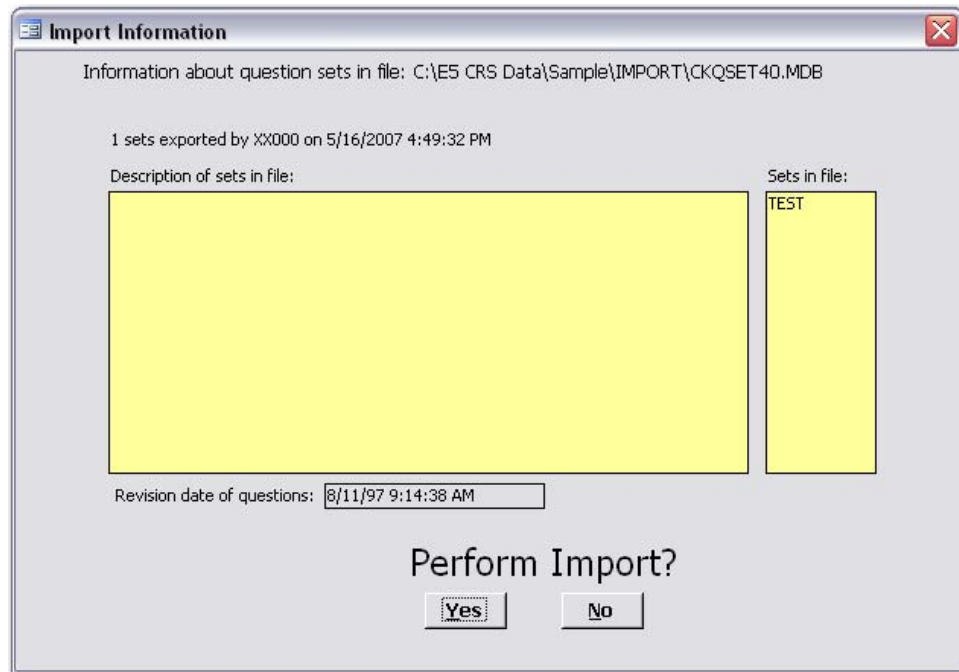 Import Information
Information about question sets in file: C:\E5 CRS Data\Sample\IMPORT\CKQSET40.MDB
1 sets exported by XX000 on 5/16/2007 4:49:32 PM
Description of sets in file:
Sets in file:
TEST
Revision date of questions: 8/11/97 9:14:38 AM
Perform Import?
Yes
No